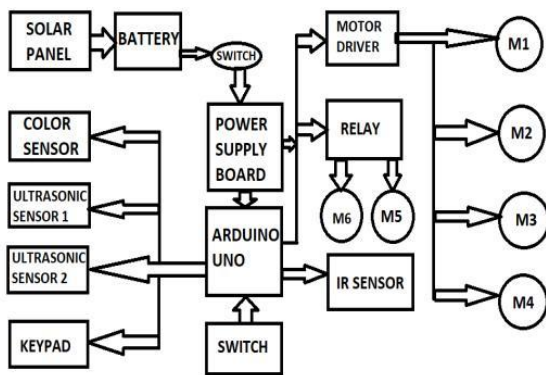 SOLAR
PANEL
BATTERY
SWITCH
MOTOR
DRIVER
M1
COLOR
SENSOR
POWER
SUPPLY
BOARD
RELAY
M2
ULTRASONIC
SENSOR 1
M6
M5
M3
ULTRASONIC
SENSOR 2
ARDUINO
UNO
IR SENSOR
M4
KEYPAD
SWITCH